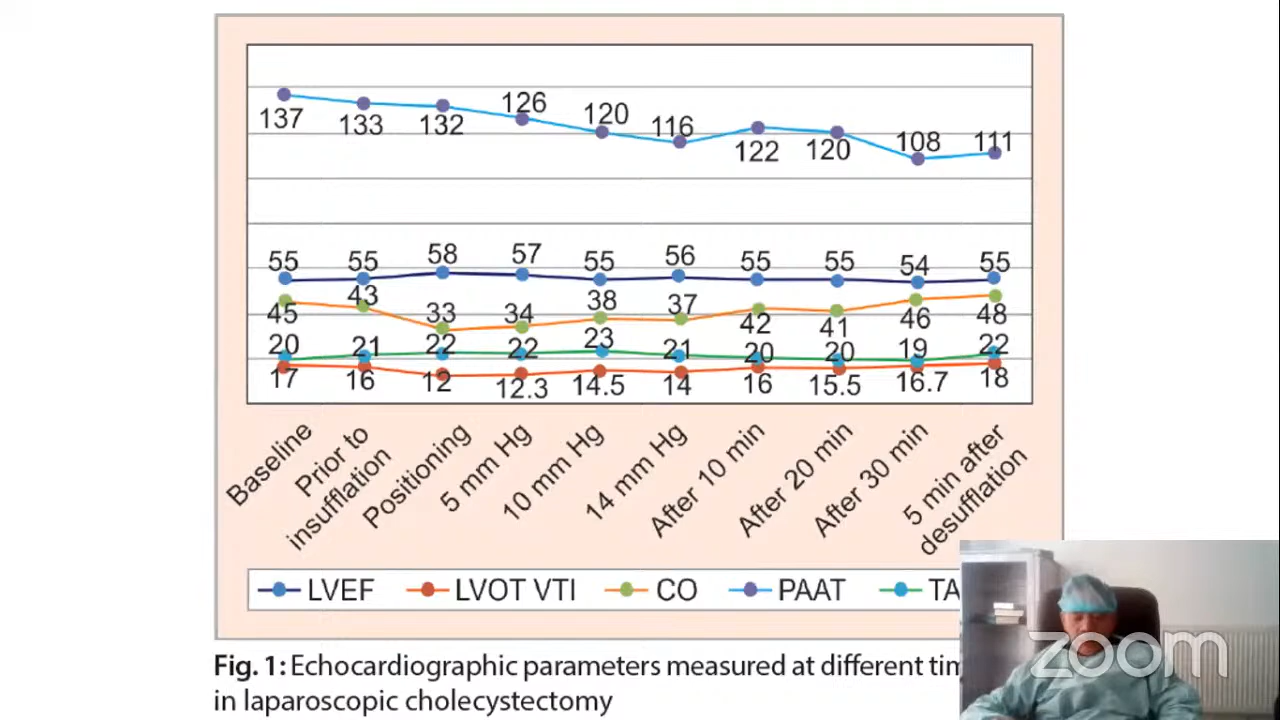 137 133 132 126 120 116 122 120 108 111
55 55 58 57 55 56 55 55 54 55
45 43 33 34 38 37 42 41 46 48
20 21 22 22 23 21 20 20 19 22
17 16 12 12.3 14.5 14 16 15.5 16.7 18
Baseline
Prior to
insufflation
Positioning
5 mm Hg
10 mm Hg
14 mm Hg
After 10 min
After 20 min
After 30 min
5 min after
desufflation
LVEF LVOT VTI CO PAAT TA
Fig. 1: Echocardiographic parameters measured at different tim
in laparoscopic cholecystectomy
zoom